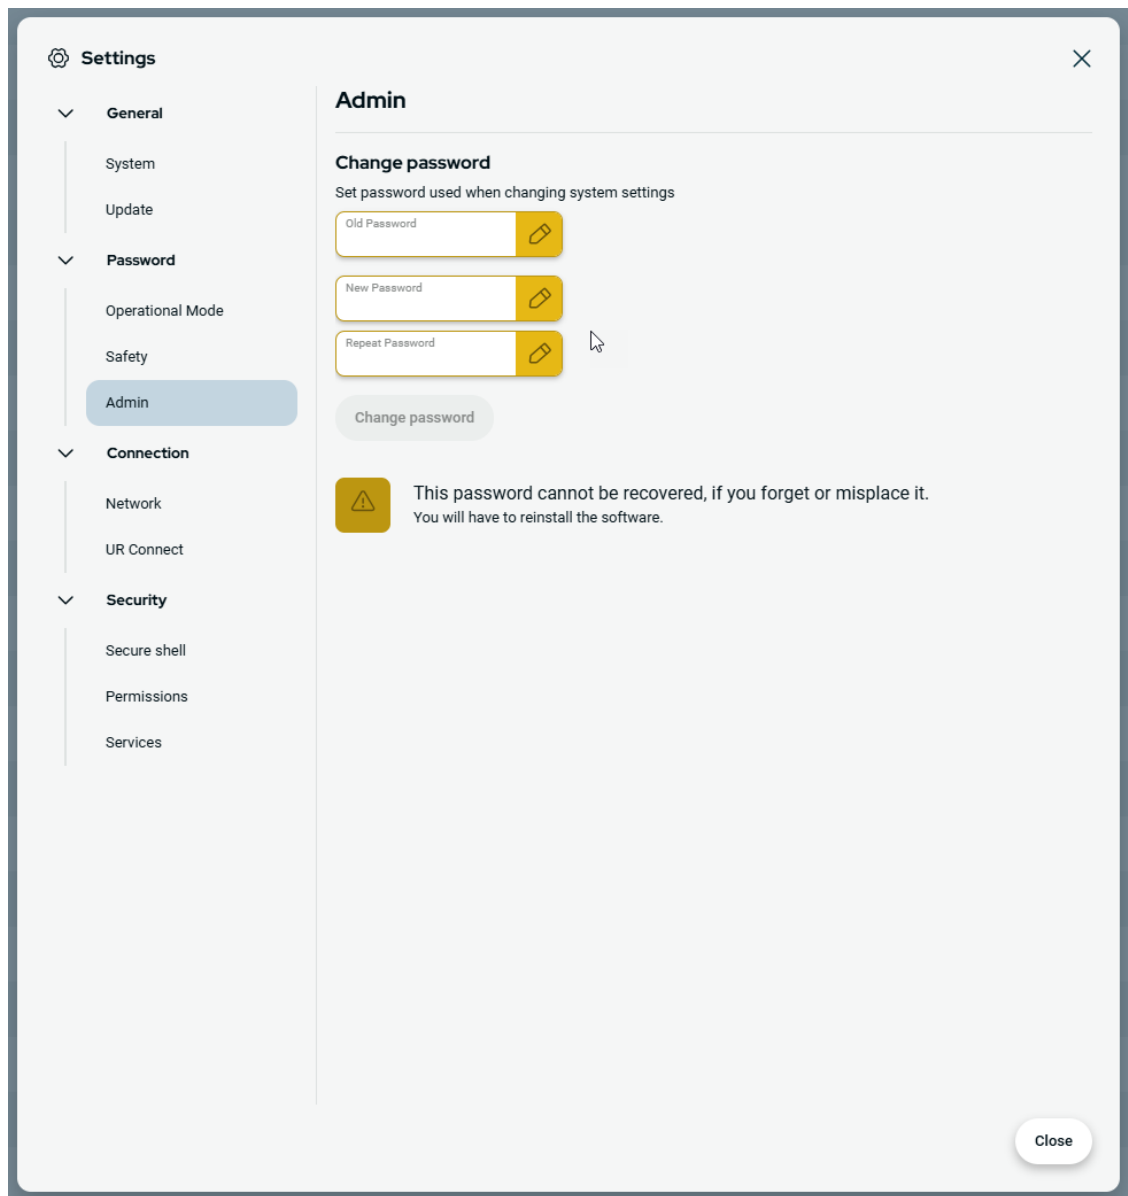 Settings
General
System
Update
Password
Operational Mode
Safety
Admin
Connection
Network
UR Connect
Security
Secure shell
Permissions
Services
Admin
Change password
Set password used when changing system settings
Old Password
New Password
Repeat Password
Change password
This password cannot be recovered, if you forget or misplace it.
You will have to reinstall the software.
Close